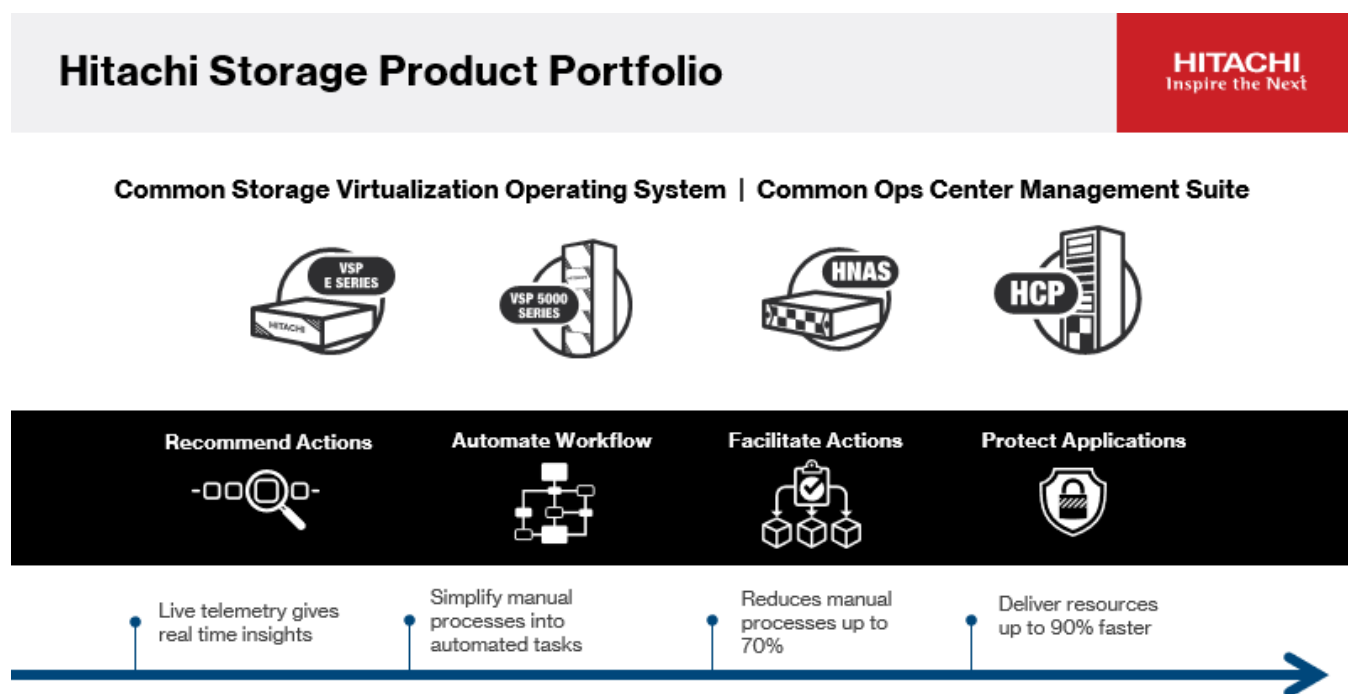 Hitachi Storage Product Portfolio
HITACHI
Inspire the Next
Common Storage Virtualization Operating System | Common Ops Center Management Suite
VSP
E SERIES
HITACHI
VSP 5000
SERIES
HITACHI
HNAS
HCP
Recommend Actions
Automate Workflow
Facilitate Actions
Protect Applications
Live telemetry gives
real time insights
Simplify manual
processes into
automated tasks
Reduces manual
processes up to
70%
Deliver resources
up to 90% faster